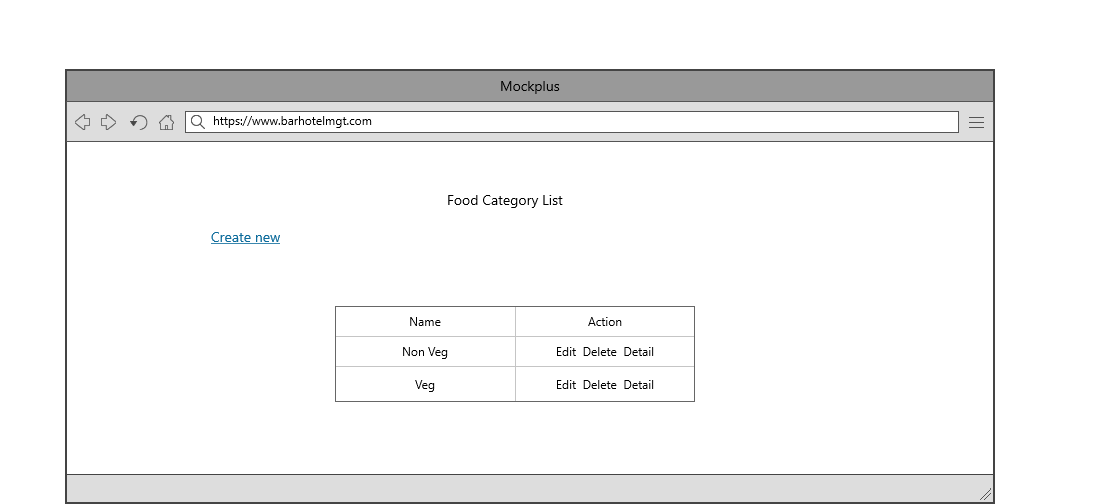 Mockplus
https://www.barhotelmgt.com
Food Category List
Create new
Name Action
Non Veg Edit Delete Detail
Veg Edit Delete Detail